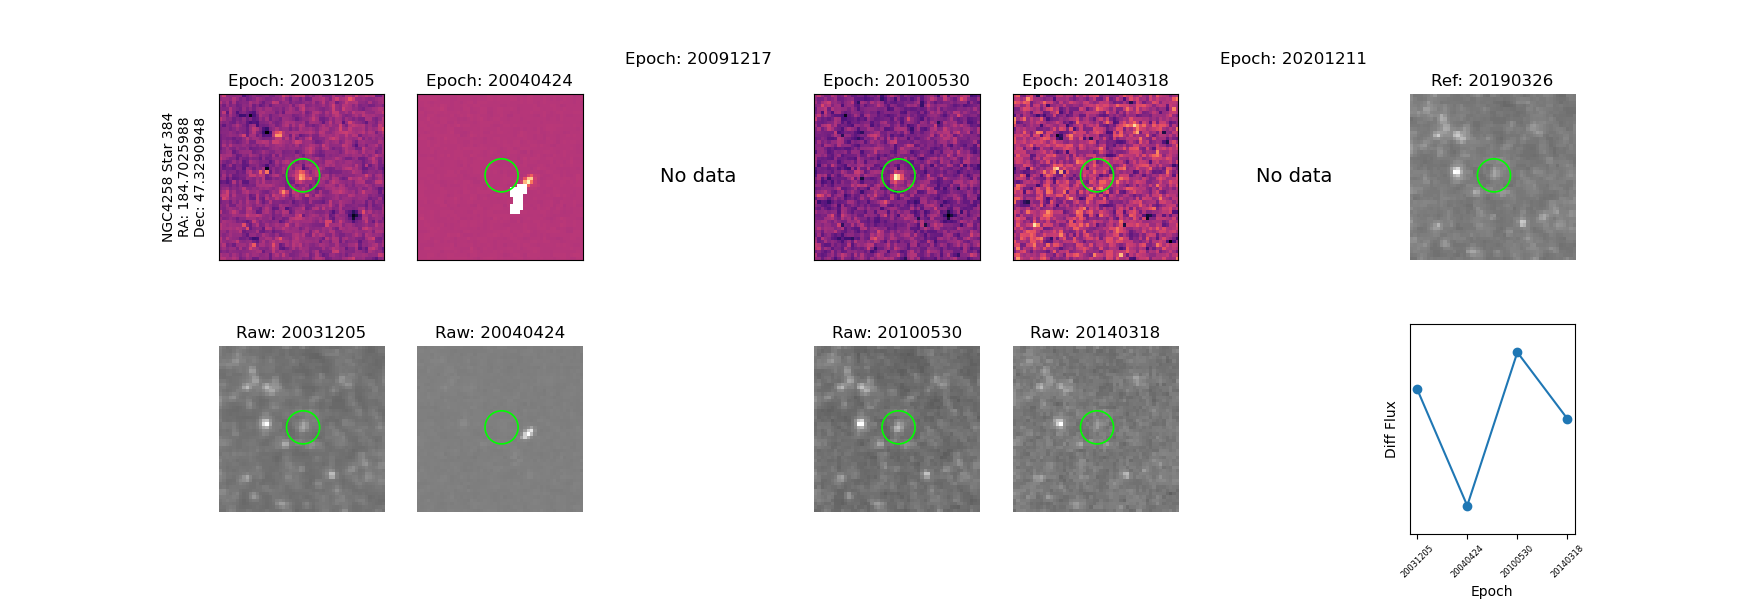 NGC4258 Star 384
RA: 184.7025988
Dec: 47.3290948
Epoch: 20031205
Epoch: 20040424
Epoch: 20091217
No data
Epoch: 20100530
Epoch: 20140318
Epoch: 20201211
No data
Ref: 20190326
Raw: 20031205
Raw: 20040424
Raw: 20100530
Raw: 20140318
Diff Flux
20031205
20040424
20100530
20140318
Epoch